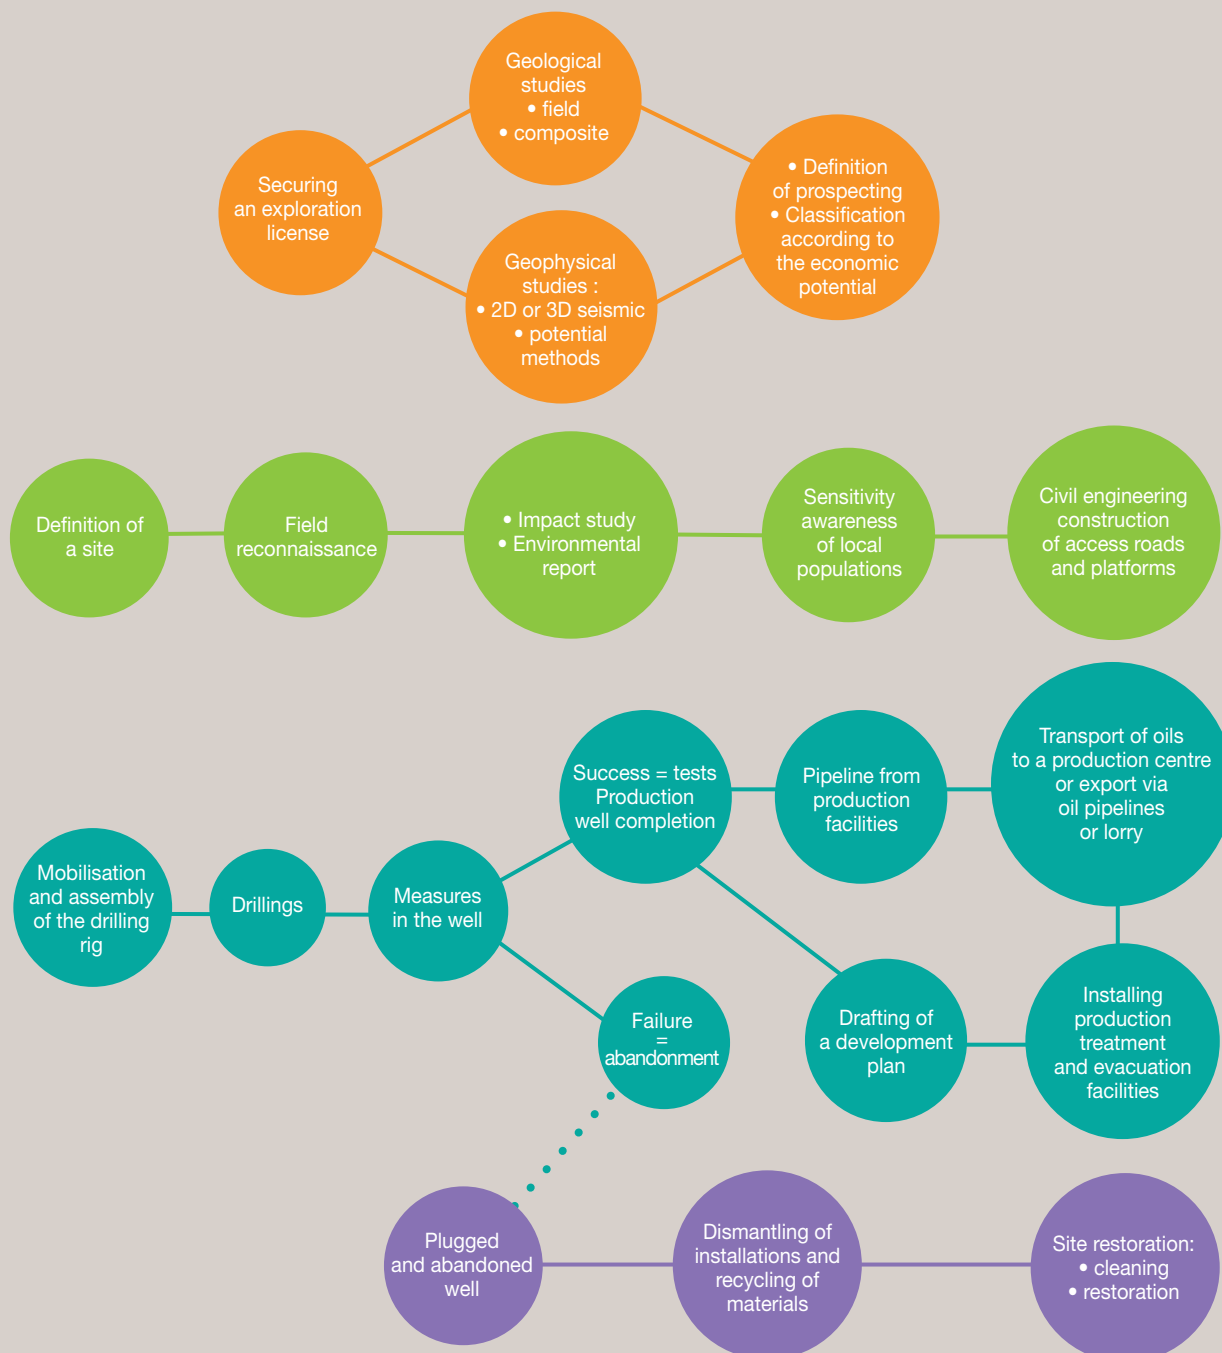 Geological
studies
• field
• composite
Securing
an exploration
license
• Definition
of prospecting
• Classification
according to
the economic
potential
Geophysical
studies :
• 2D or 3D seismic
• potential
methods
Definition of
a site
Field
reconnaissance
• Impact study
• Environmental
report
Sensitivity
awareness
of local
populations
Civil engineering
construction
of access roads
and platforms
Mobilisation
and assembly
of the drilling
rig
Drillings
Measures
in the well
Success = tests
Production
well completion
Pipeline from
production
facilities
Transport of oils
to a production centre
or export via
oil pipelines
or lorry
Failure
=
abandonment
Drafting of
a development
plan
Installing
production
treatment
and evacuation
facilities
Plugged
and abandoned
well
Dismantling of
installations and
recycling of
materials
Site restoration:
• cleaning
• restoration